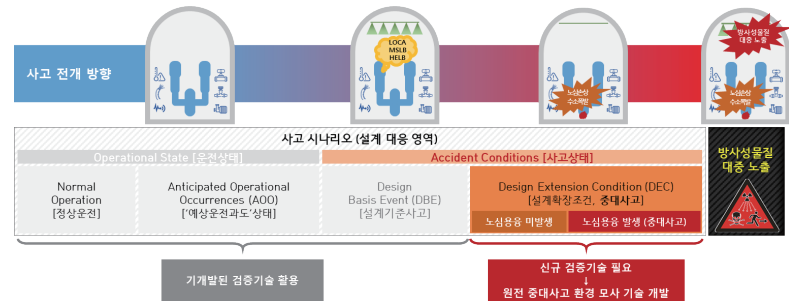 방사성물질
대중 노출
LOCA
MSLB
HELB
노심손상
수소폭발
노심손상
수소폭발
사고 전개 방향
사고 시나리오 (설계 대응 영역)
Operational State [운전상태]
Accident Conditions [사고상태]
Normal
Operation
[정상운전]
Anticipated Operational
Occurrences (AOO)
['예상운전과도'상태]
Design
Basis Event (DBE)
[설계기준사고]
Design Extension Condition (DEC)
[설계확장조건, 중대사고]
노심용융 미발생
노심용융 발생 (중대사고)
방사성물질
대중 노출
기개발된 검증기술 활용
신규 검증기술 필요
↓
원전 중대사고 환경 모사 기술 개발